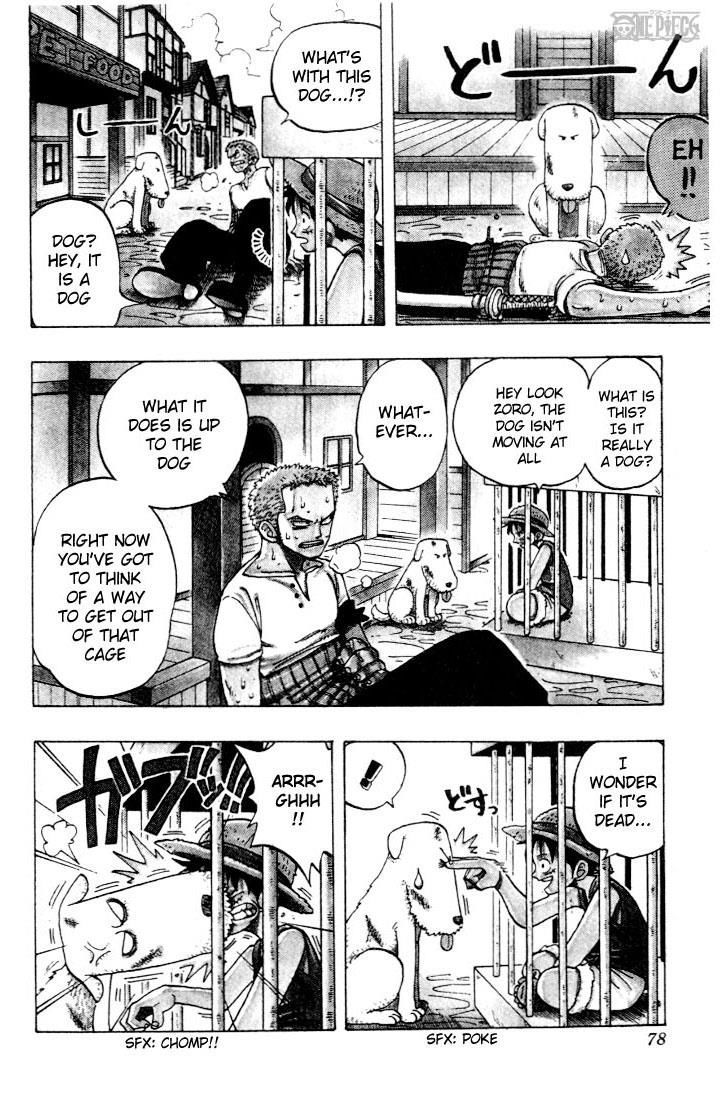 ONE PIECE
どーーん
EH
!!
WHAT'S
WITH THIS
DOG...!?
PET FOOD
しーーん
DOG?
HEY, IT
IS A
DOG
WHAT IS
THIS?
IS IT
REALLY
A DOG?
HEY LOOK
ZORO, THE
DOG ISN'T
MOVING AT
ALL
WHAT-
EVER...
WHAT IT
DOES IS UP
TO THE
DOG
RIGHT NOW
YOU'VE GOT
TO THINK
OF A WAY
TO GET OUT
OF THAT
CAGE
I
WONDER
IF IT'S
DEAD...
!
どすっ
SFX: POKE
ARRR-
GHHH
!!
ガブッ!!
SFX: CHOMP!!
78